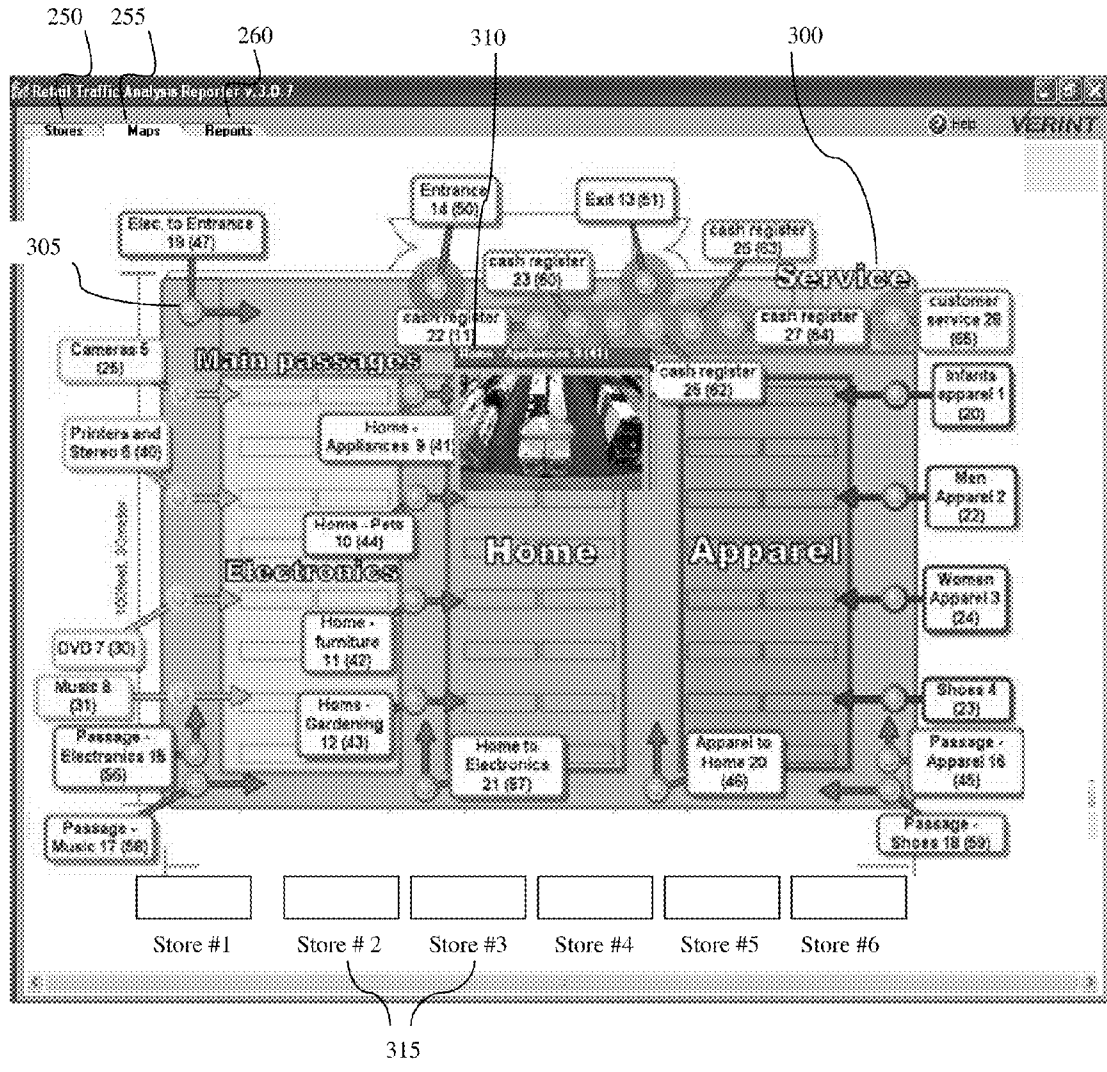 250
255
260
310
300
Retail Traffic Analysis Reporter v.3.0.7
Stores
Maps
Reports
Help
VERINT
Entrance
14 (50)
Exit 13 (51)
Elec. to Entrance
19 (47)
305
cash register
23 (60)
cash register
Service
cash register
22 (11)
cash register
27 (64)
customer
service 28
(65)
Cameras 5
(26)
Main passages
cash register
(62)
Infants
apparel 1
(20)
Printers and
Stereo 6 (40)
Home -
Appliances 9 (41)
Men
Apparel 2
(22)
Home - Pets
10 (44)
Home
Apparel
Electronics
Women
Apparel 3
(24)
DVD 7 (30)
Home -
furniture
11 (42)
Music 8
(31)
Home -
Gardening
12 (43)
Shoes 4
(23)
Passage -
Electronics 15
(56)
Home to
Electronics
21 (57)
Apparel to
Home 20
(46)
Passage -
Apparel 16
(45)
Passage -
Music 17 (58)
Passage -
Shoes 18 (59)
Store #1
Store # 2
Store #3
Store #4
Store #5
Store #6
315